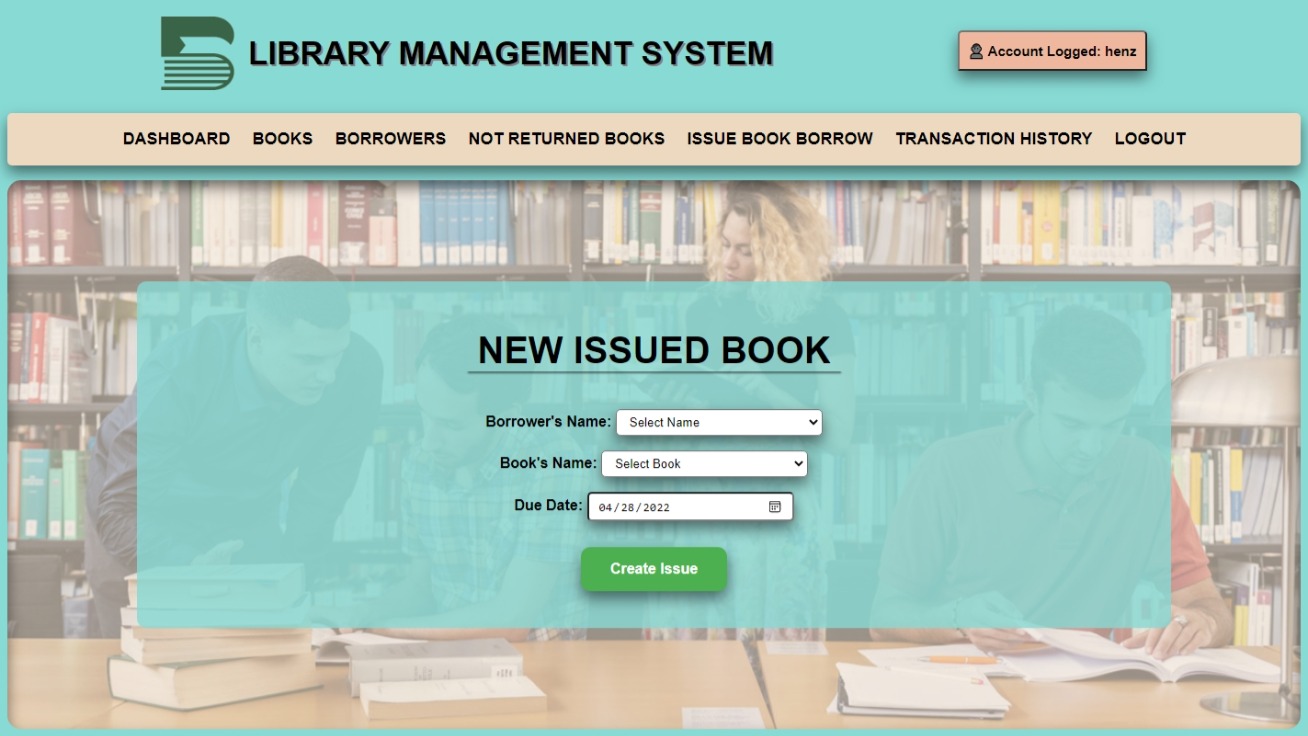 LIBRARY MANAGEMENT SYSTEM
Account Logged: henz
DASHBOARD BOOKS BORROWERS NOT RETURNED BOOKS ISSUE BOOK BORROW TRANSACTION HISTORY LOGOUT
NEW ISSUED BOOK
Borrower's Name: Select Name
Book's Name: Select Book
Due Date: 04/28/2022
Create Issue